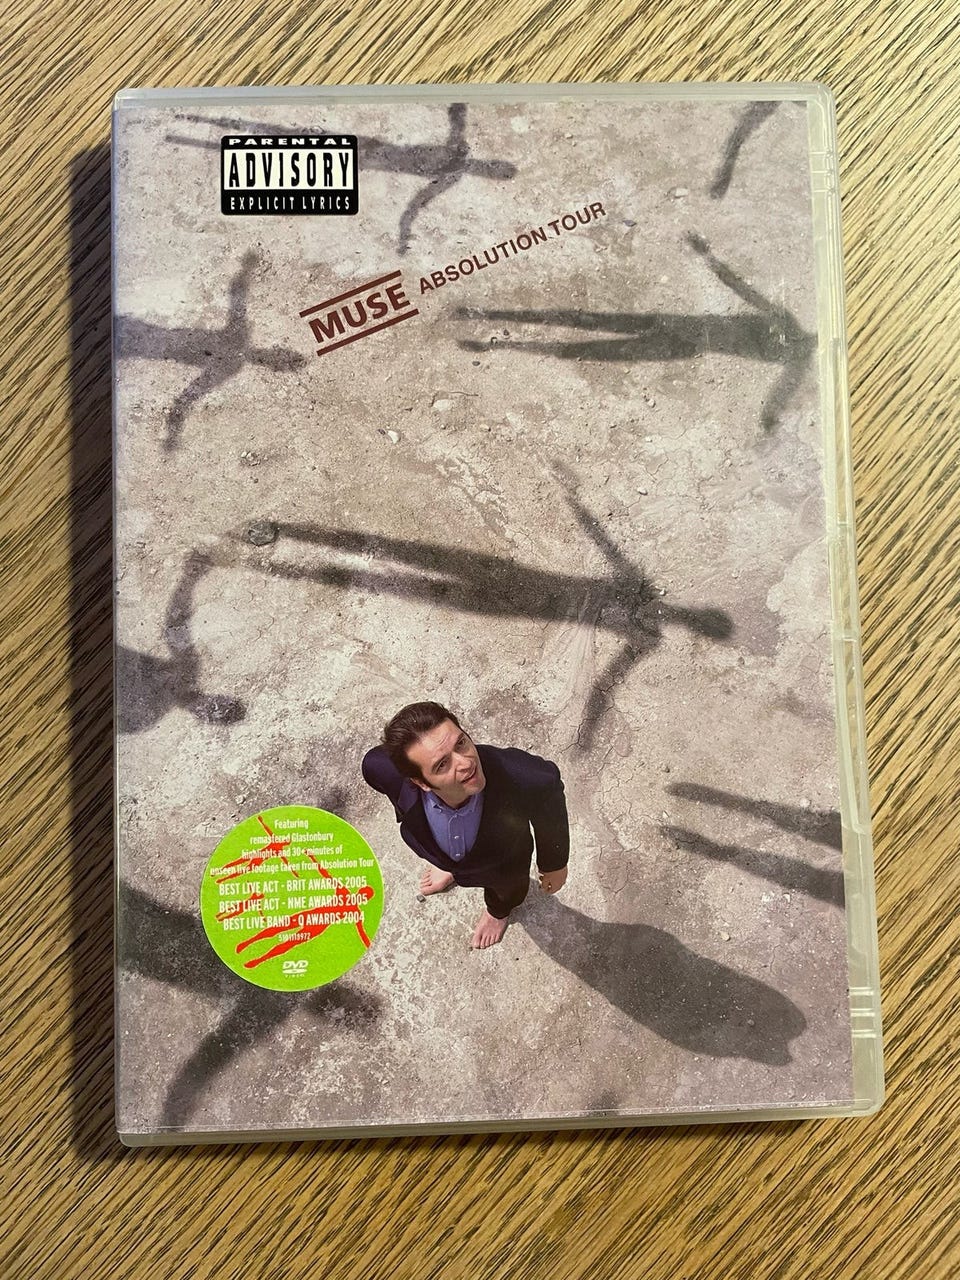 PARENTAL
ADVISORY
EXPLICIT LYRICS
MUSE ABSOLUTION TOUR
Featuring
remastered Glastonbury
highlights and 30+ minutes of
unseen live footage taken from Absolution Tour
BEST LIVE ACT - BRIT AWARDS 2005
BEST LIVE ACT - NME AWARDS 2005
BEST LIVE BAND - Q AWARDS 2004
DVD
VIDEO